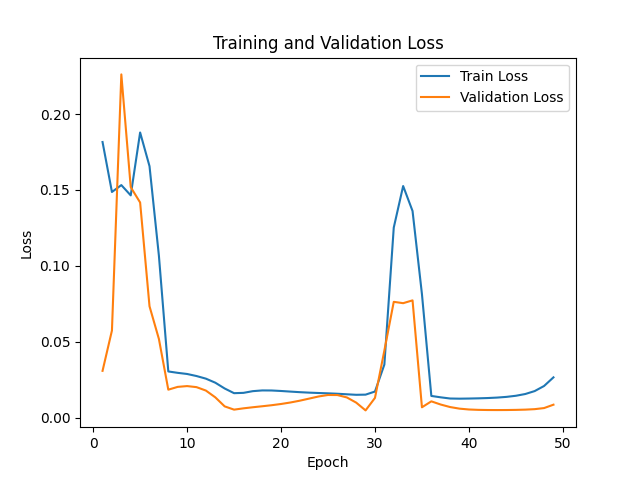 Training and Validation Loss
Train Loss
Validation Loss
Loss
0.20
0.15
0.10
0.05
0.00
0 10 20 30 40 50
Epoch